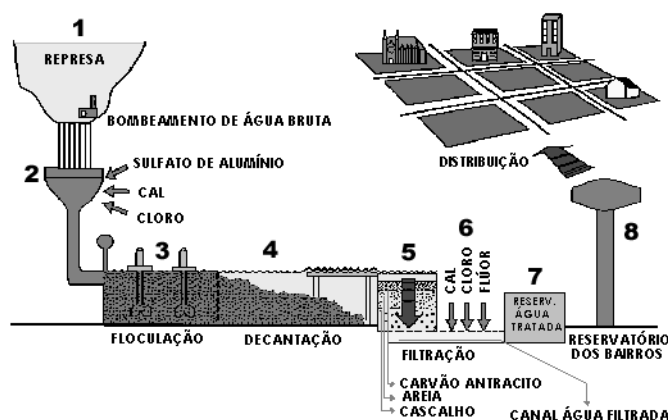 1
REPRESA
BOMBEAMENTO DE ÁGUA BRUTA
2
SULFATO DE ALUMÍNIO
CAL
CLORO
3
FLOCULAÇÃO
4
DECANTAÇÃO
5
FILTRAÇÃO
CARVÃO ANTRACITO
AREIA
CASCALHO
6
CAL
CLORO
FLÚOR
7
RESERV.
ÁGUA
TRATADA
CANAL ÁGUA FILTRADA
8
RESERVATÓRIO
DOS BAIRROS
DISTRIBUIÇÃO